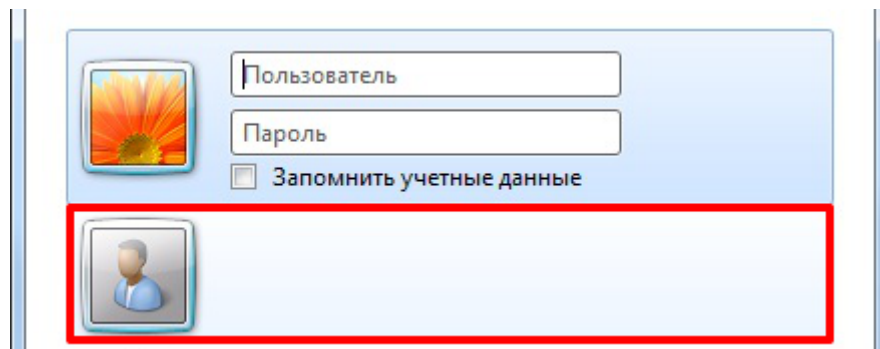 Пользователь
Пароль
Запомнить учетные данные